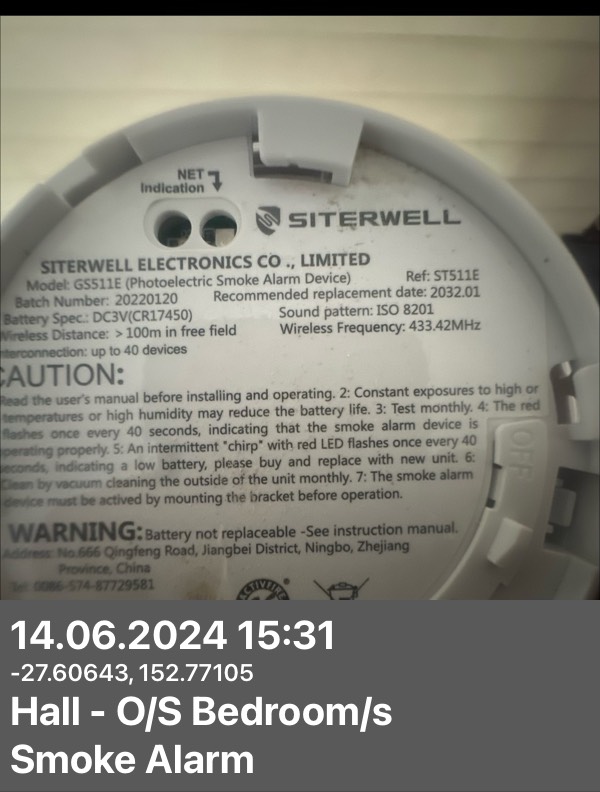 NET
Indication
SITERWELL
SITERWELL ELECTRONICS CO ., LIMITED
Model: GS511E (Photoelectric Smoke Alarm Device) Ref: ST511E
Batch Number: 20220120 Recommended replacement date: 2032.01
Battery Spec.: DC3V(CR17450) Sound pattern: ISO 8201
Wireless Distance: >100m in free field Wireless Frequency: 433.42MHz
nterconnection: up to 40 devices
CAUTION:
Read the user's manual before installing and operating. 2: Constant exposures to high or
temperatures or high humidity may reduce the battery life. 3: Test monthly. 4: The red
flashes once every 40 seconds, indicating that the smoke alarm device is
operating properly. 5: An intermittent "chirp" with red LED flashes once every 40
seconds, indicating a low battery, please buy and replace with new unit. 6:
Clean by vacuum cleaning the outside of the unit monthly. 7: The smoke alarm
device must be actived by mounting the bracket before operation.
OFF
WARNING: Battery not replaceable -See instruction manual.
Address: No.666 Qingfeng Road, Jiangbei District, Ningbo, Zhejiang
Province, China
Tel: 0086-574-87729581
ACTIVFIRE
14.06.2024 15:31
-27.60643, 152.77105
Hall - O/S Bedroom/s
Smoke Alarm